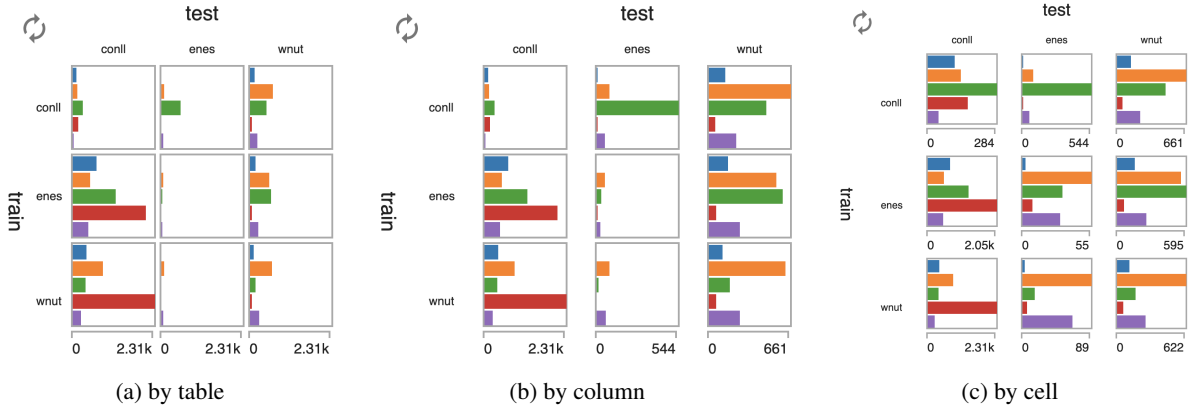 test
conll enes wnut
train
conll
enes
wnut
0 2.31k 0 2.31k 0 2.31k
(a) by table
test
conll enes wnut
train
conll
enes
wnut
0 2.31k 0 544 0 661
(b) by column
test
conll enes wnut
train
conll
0 284 0 544 0 661
enes
0 2.05k 0 55 0 595
wnut
0 2.31k 0 89 0 622
(c) by cell